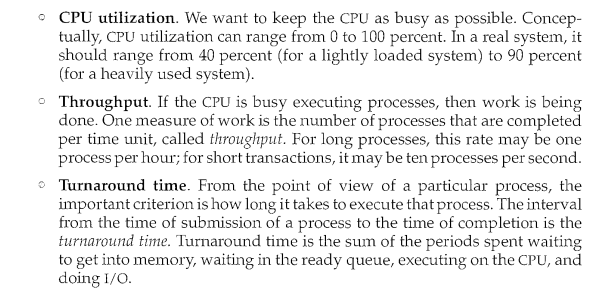 ○ CPU utilization. We want to keep the CPU as busy as possible. Concep-
tually, CPU utilization can range from 0 to 100 percent. In a real system, it
should range from 40 percent (for a lightly loaded system) to 90 percent
(for a heavily used system).
○ Throughput. If the CPU is busy executing processes, then work is being
done. One measure of work is the number of processes that are completed
per time unit, called throughput. For long processes, this rate may be one
process per hour; for short transactions, it may be ten processes per second.
○ Turnaround time. From the point of view of a particular process, the
important criterion is how long it takes to execute that process. The interval
from the time of submission of a process to the time of completion is the
turnaround time. Turnaround time is the sum of the periods spent waiting
to get into memory, waiting in the ready queue, executing on the CPU, and
doing I/O.